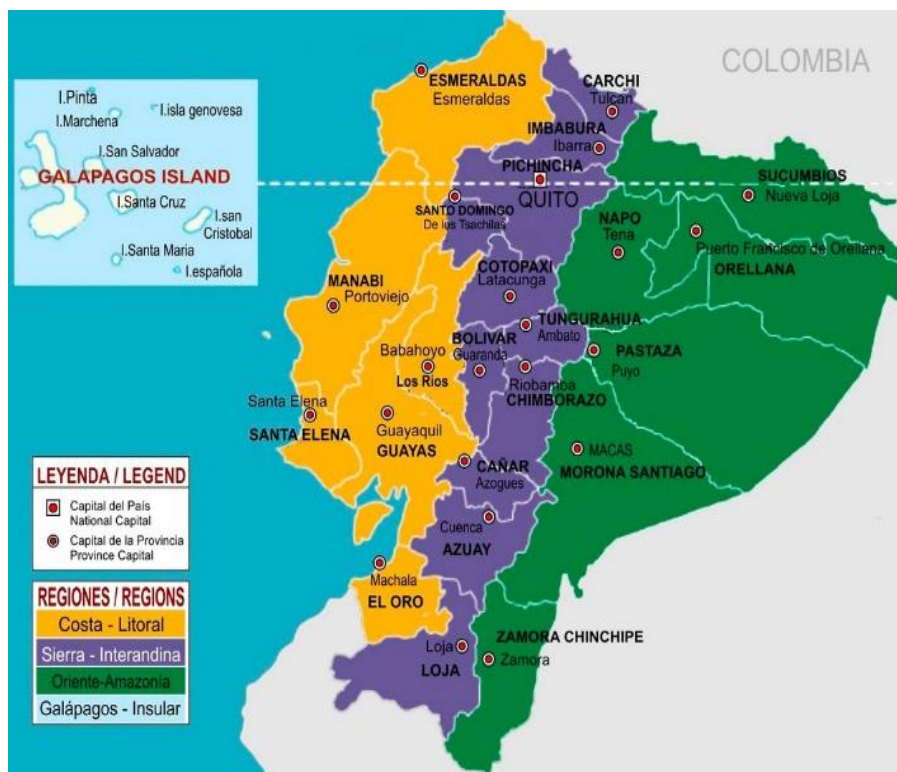 COLOMBIA
I.Pinta
I.Marchena
I.isla genovesa
I.San Salvador
GALAPAGOS ISLAND
I.Santa Cruz
I.san
Cristobal
I.Santa Maria
I.española
ESMERALDAS
Esmeraldas
CARCHI
Tulcan
IMBABURA
Ibarra
PICHINCHA
QUITO
SANTO DOMINGO
De los Tsachilas
SUCUMBIOS
Nueva Loja
NAPO
Tena
Puerto Francisco de Orellana
ORELLANA
COTOPAXI
Latacunga
MANABI
Portoviejo
TUNGURAHUA
Ambato
BOLIVAR
Guaranda
PASTAZA
Puyo
Babahoyo
Los Rios
Riobamba
CHIMBORAZO
Santa Elena
SANTA ELENA
Guayaquil
GUAYAS
MACAS
MORONA SANTIAGO
CAÑAR
Azogues
Cuenca
AZUAY
Machala
EL ORO
Loja
LOJA
ZAMORA CHINCHIPE
Zamora
LEYENDA / LEGEND
Capital del País
National Capital
Capital de la Provincia
Province Capital
REGIONES / REGIONS
Costa - Litoral
Sierra - Interandina
Oriente-Amazonía
Galápagos - Insular